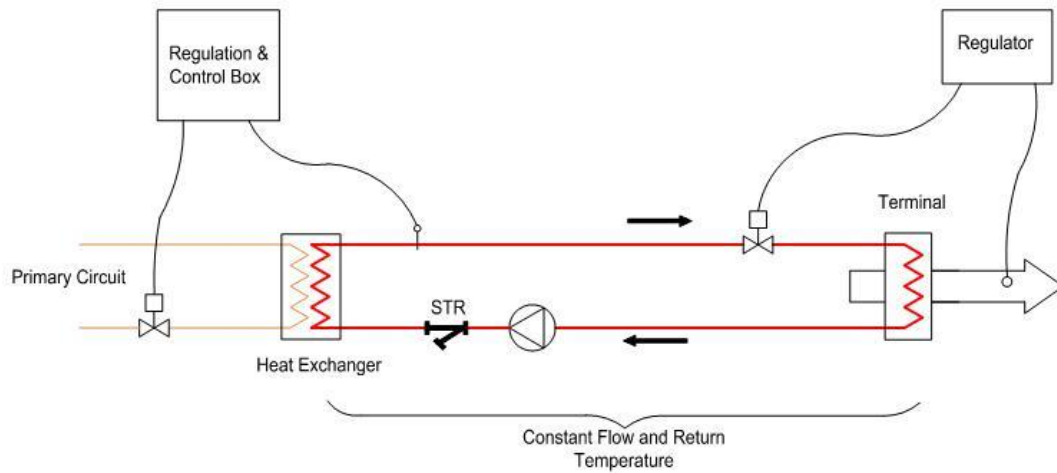 Regulation &
Control Box
Regulator
Terminal
Primary Circuit
STR
Heat Exchanger
Constant Flow and Return
Temperature